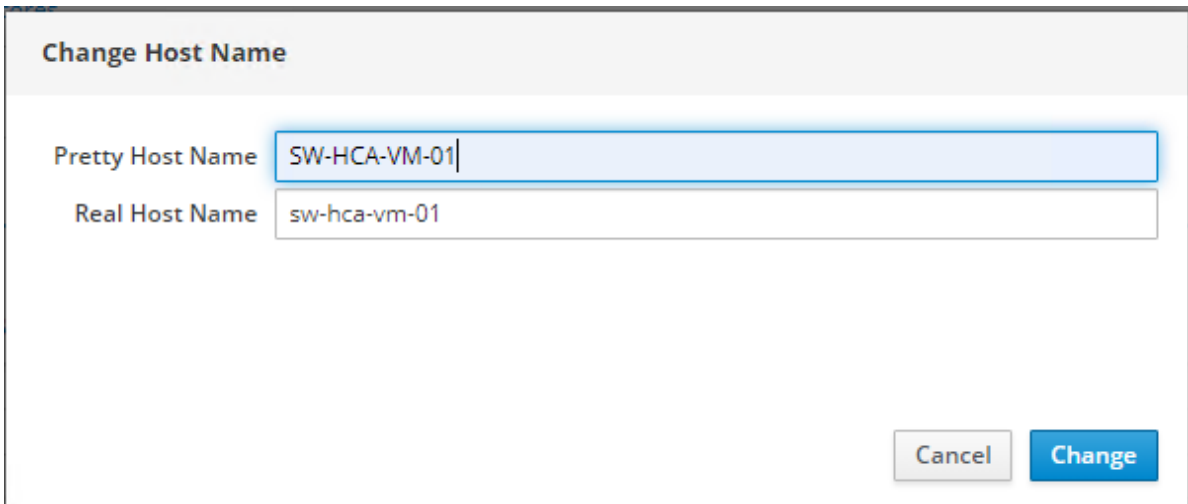 Change Host Name
Pretty Host Name SW-HCA-VM-01
Real Host Name sw-hca-vm-01
Cancel Change